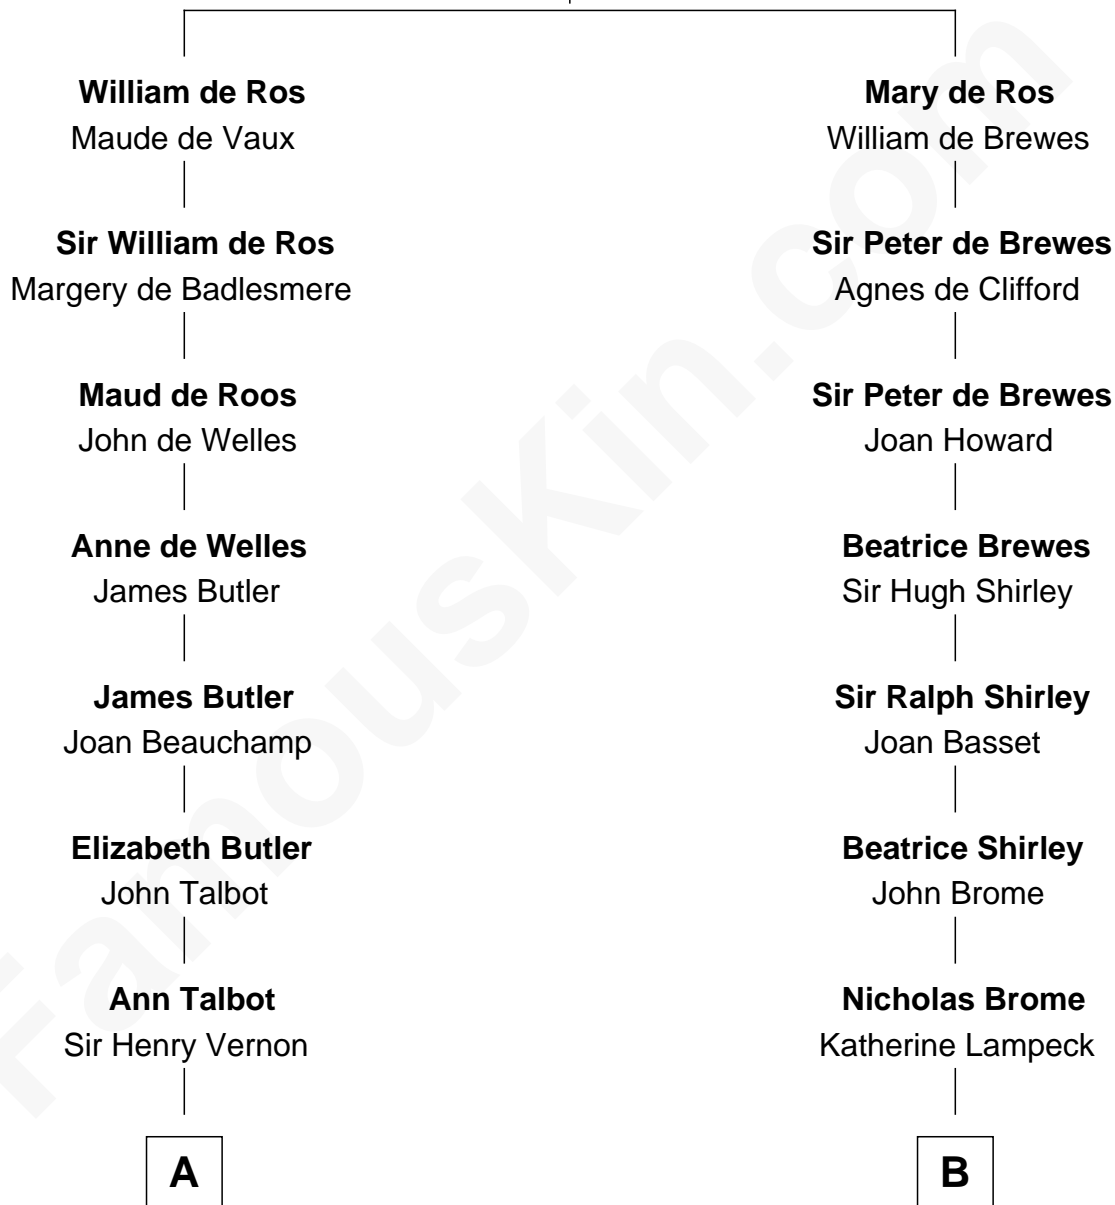 William de Ros
Maude de Vaux
Sir William de Ros
Margery de Badlesmere
Maud de Roos
John de Welles
Anne de Welles
James Butler
James Butler
Joan Beauchamp
Elizabeth Butler
John Talbot
Ann Talbot
Sir Henry Vernon
A
Mary de Ros
William de Brewes
Sir Peter de Brewes
Agnes de Clifford
Sir Peter de Brewes
Joan Howard
Beatrice Brewes
Sir Hugh Shirley
Sir Ralph Shirley
Joan Basset
Beatrice Shirley
John Brome
Nicholas Brome
Katherine Lampeck
B
FamousKin.com